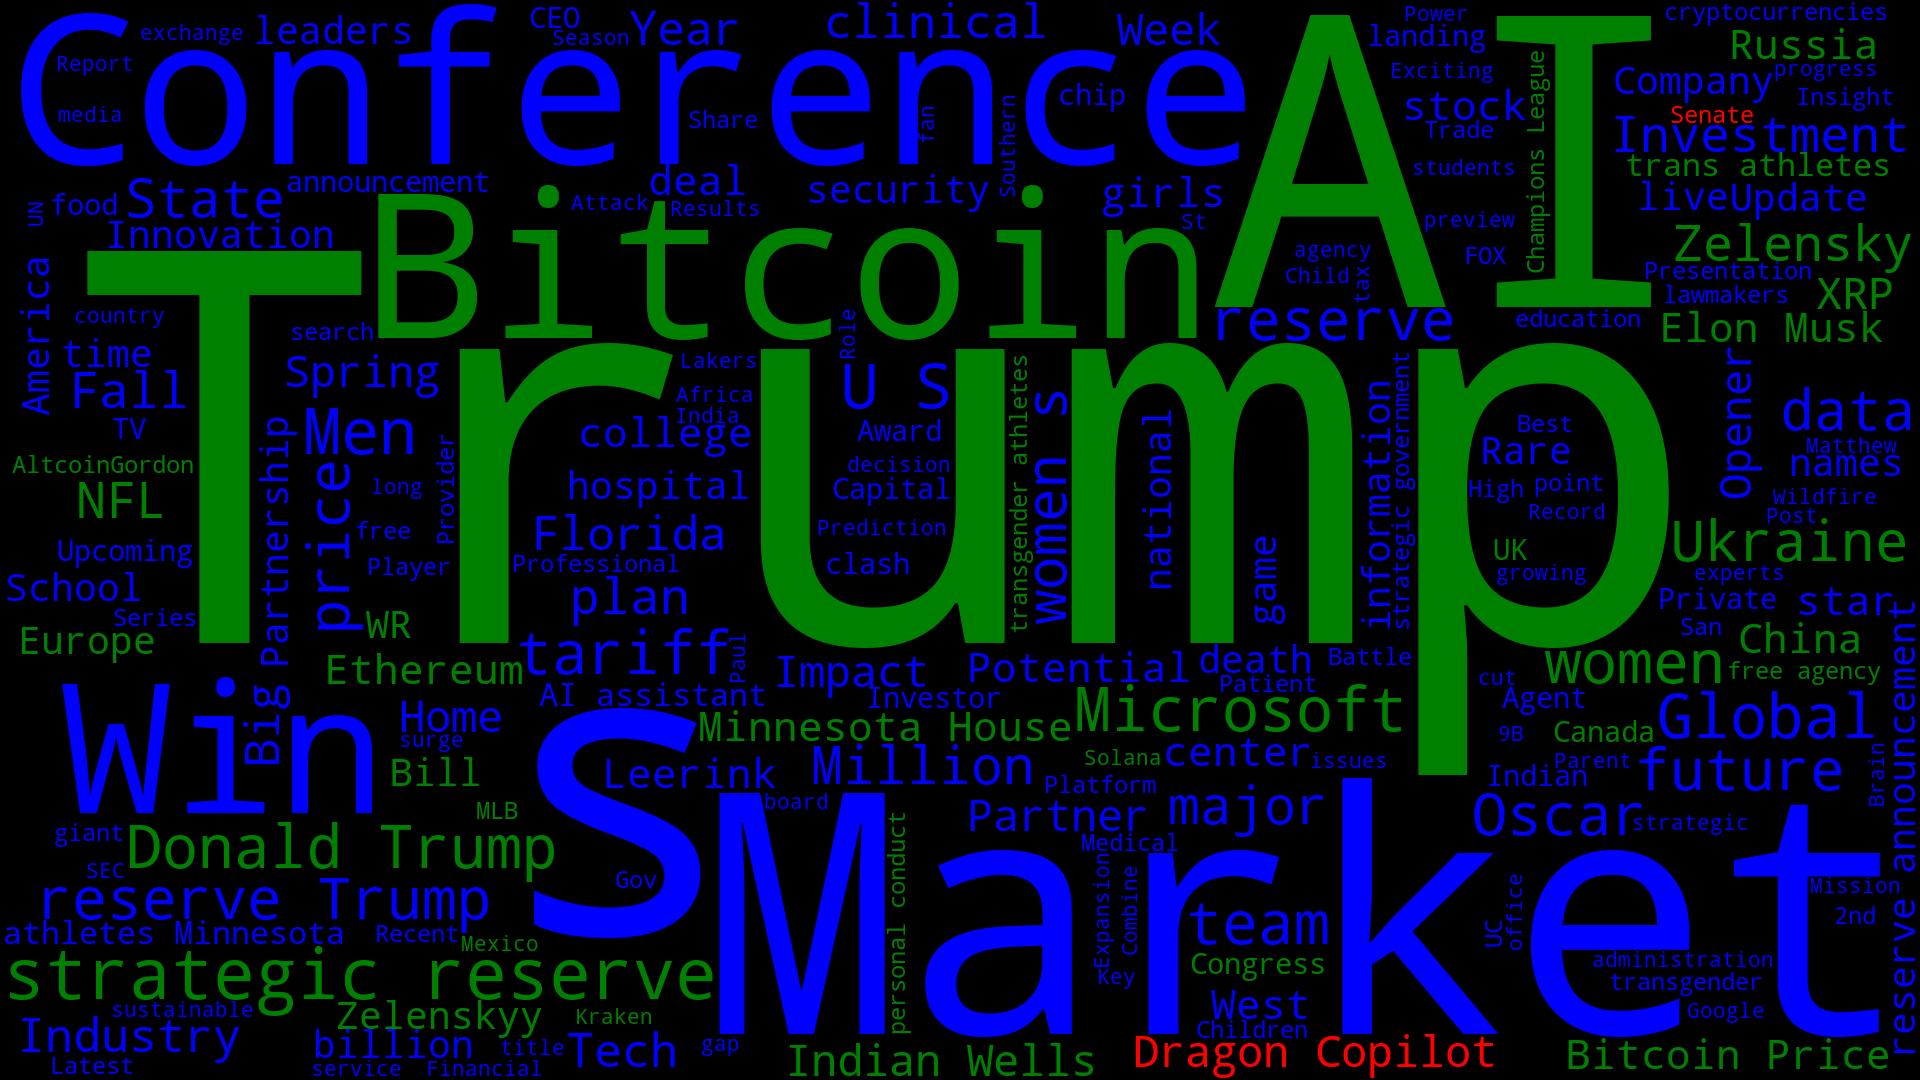 Conference
AI
exchange
leaders
CEO
Season
Year
clinical
Week
Power
landing
cryptocurrencies
Russia
Report
media
Share
fan
Southern
chip
Exciting
stock
Trade
Champions League
Company
progress
Insight
Senate
Investment
students
trans athletes
UN
food
State
announcement
Attack
deal
Results
security
girls
St
preview
liveUpdate
Innovation
Bitcoin
agency
Child
tax
FOX
Zelensky
Presentation
lawmakers
XRP
America
country
time
Fall
TV
search
Spring
Trump
reserve
education
Elon Musk
Role
Lakers
Africa
India
U S
college
Award
transgender athletes
women s
national
game
information
strategic government
Best
Rare
High
point
Record
UK
growing
Opener
data
Matthew
names
Wildfire
Post
AltcoinGordon
NFL
Men
price
Provider
long
free
Player
hospital
Florida
Professional
decision
Capital
Prediction
clash
plan
Ukraine
experts
Private
star
San
China
free agency
Upcoming
School
Series
Europe
Big Partnership
WR
Ethereum
tariff
Paul
AI assistant
Impact
Investor
Potential
death
Patient
Battle
cut
Agent
women
Win
Home
surge
Bill
s
Minnesota House
Microsoft
Solana
center
issues
9B
Canada
Parent
Indian
Global
future
Brain
reserve announcement
Leerink
Million
board
Platform
Partner
Medical
major
Oscar
strategic
giant
SEC
MLB
Donald Trump
Gov
Market
reserve Trump
athletes Minnesota
Recent
Mexico
personal conduct
Expansion
Combine
Key
team
Congress
West
Children
UC
office
Mission
2nd
administration
transgender
Google
strategic reserve
sustainable
Zelenskyy
Kraken
Industry
Latest
billion
title
service
Financial
Tech
gap
Indian Wells
Dragon Copilot
Bitcoin Price